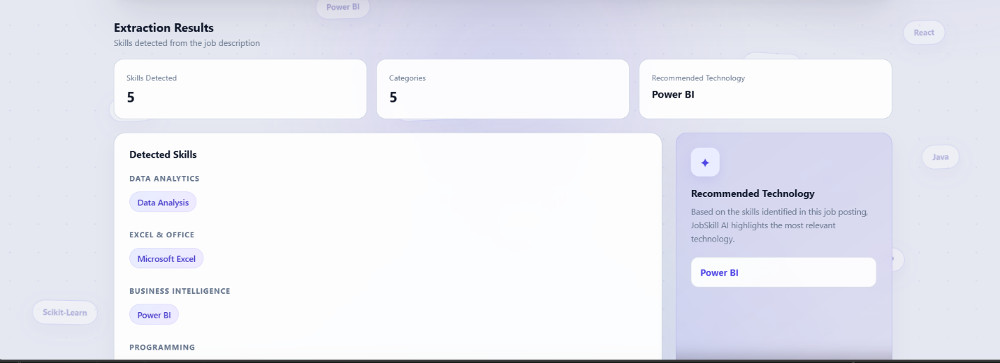 Power BI
Extraction Results
React
Skills detected from the job description
Skills Detected
Categories
Recommended Technology
5
5
Power BI
Detected Skills
Java
DATA ANALYTICS
Recommended Technology
Data Analysis
Based on the skills identified in this job posting,
JobSkill AI highlights the most relevant
technology.
EXCEL & OFFICE
Microsoft Excel
Power BI
BUSINESS INTELLIGENCE
Power BI
Scikit-Learn
PROGRAMMING